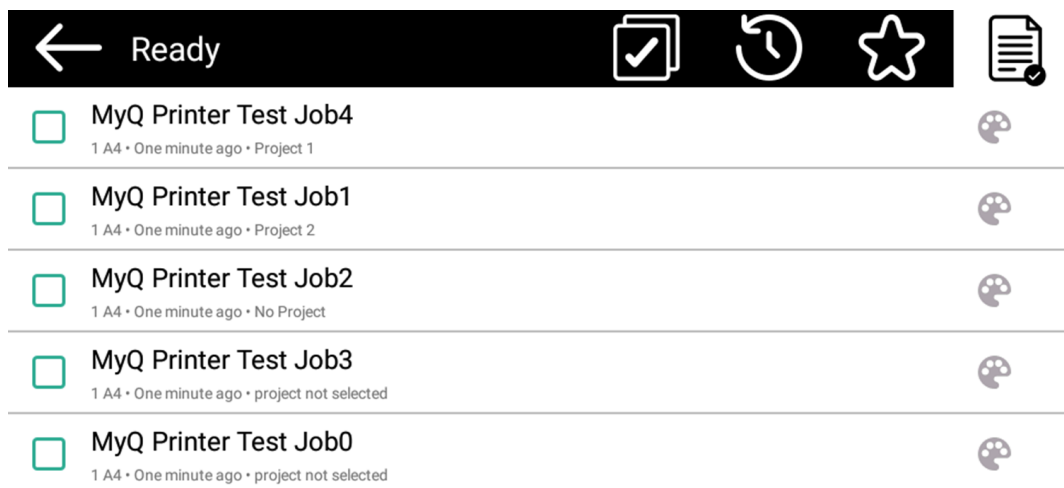 Ready
MyQ Printer Test Job4
1 A4 • One minute ago • Project 1
MyQ Printer Test Job1
1 A4 • One minute ago • Project 2
MyQ Printer Test Job2
1 A4 • One minute ago • No Project
MyQ Printer Test Job3
1 A4 • One minute ago • project not selected
MyQ Printer Test Job0
1 A4 • One minute ago • project not selected